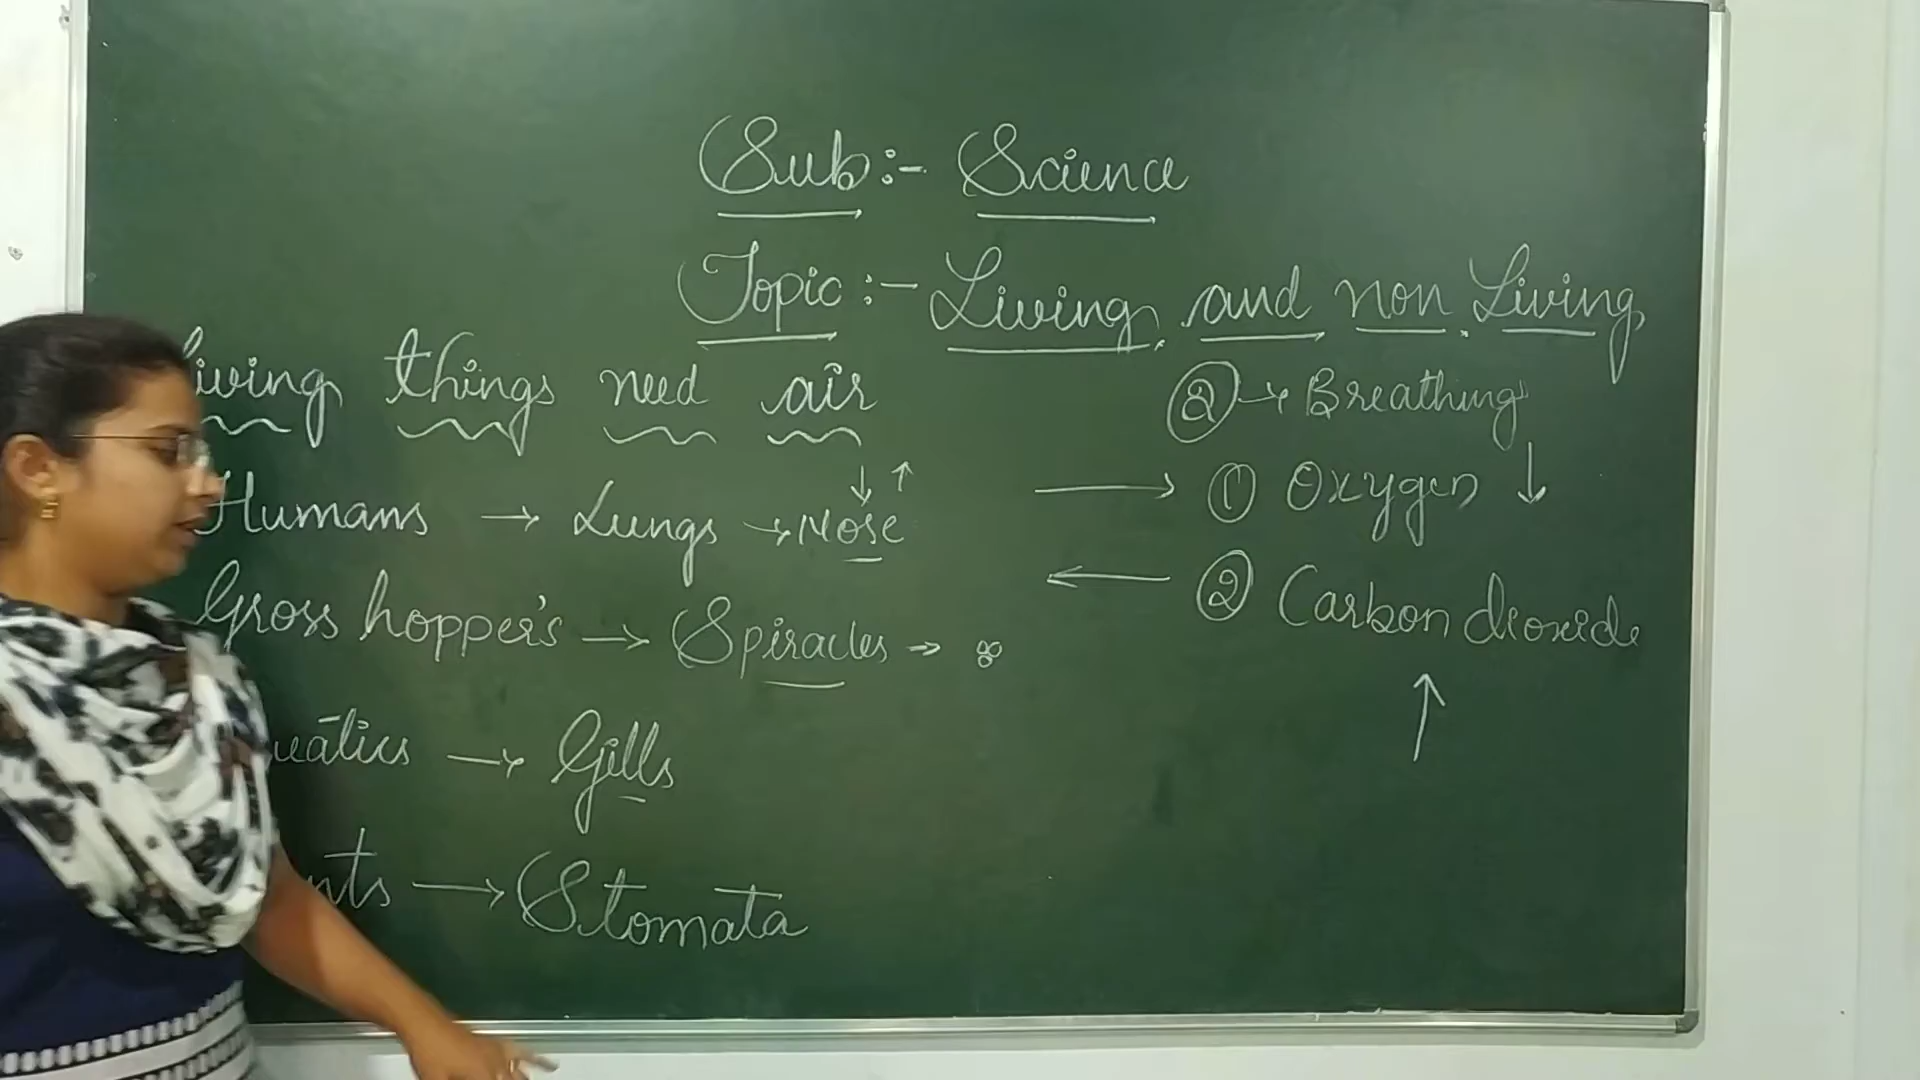 Sub:- Science
Topic:- Living and non Living
living things need air
② → Breathing
↓ ↑
Humans → Lungs → Nose
→ ① Oxygen ↓
Gross hopper's → Spiracles →
← ② Carbon dioxide
↑
uatics → Gills
nts → Stomata